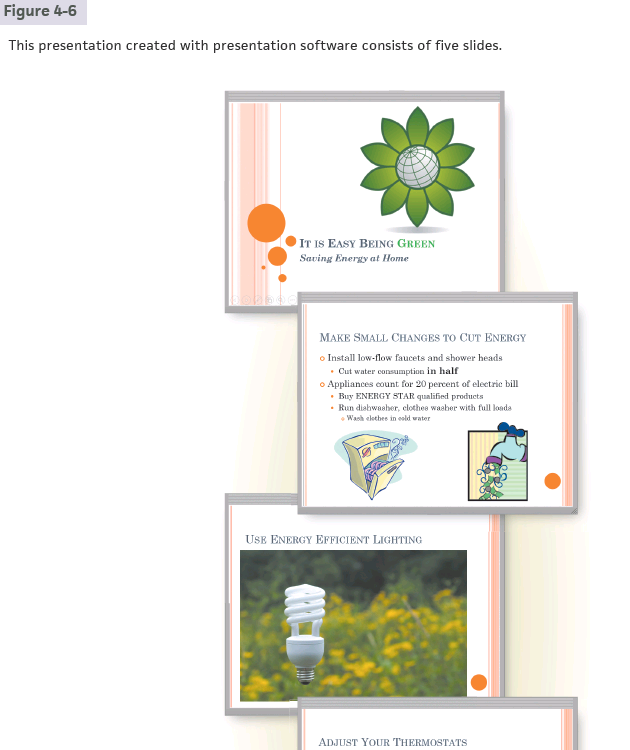 Figure 4-6
This presentation created with presentation software consists of five slides.
IT IS EASY BEING GREEN
Saving Energy at Home
MAKE SMALL CHANGES TO CUT ENERGY
Install low-flow faucets and shower heads
Cut water consumption in half
Appliances count for 20 percent of electric bill
Buy ENERGY STAR qualified products
Run dishwasher, clothes washer with full loads
Wash clothes in cold water
USE ENERGY EFFICIENT LIGHTING
ADJUST YOUR THERMOSTATS